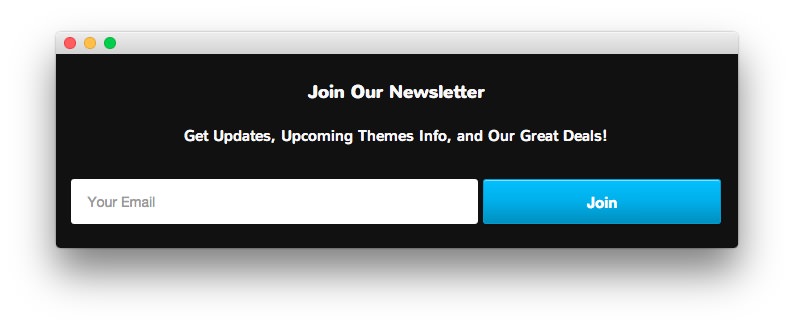 Join Our Newsletter
Get Updates, Upcoming Themes Info, and Our Great Deals!
Your Email
Join